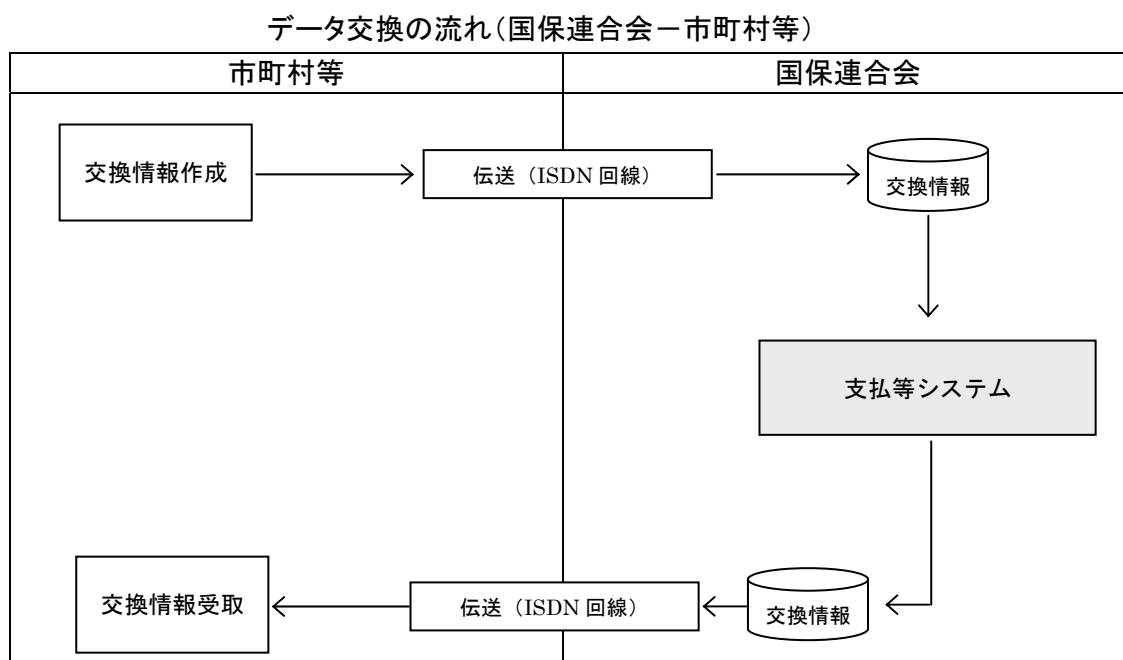 データ交換の流れ（国保連合会－市町村等）
市町村等
国保連合会
交換情報作成
伝送（ISDN 回線）
交換情報
支払等システム
交換情報受取
伝送（ISDN 回線）
交換情報